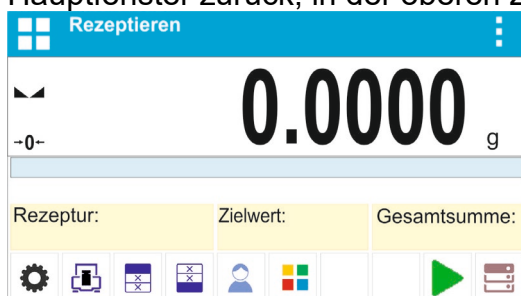 Hauptfenster zurück, in der oberen Z
Rezeptieren
0.0000 g
→0←
Rezeptur: Zielwert: Gesamtsumme: